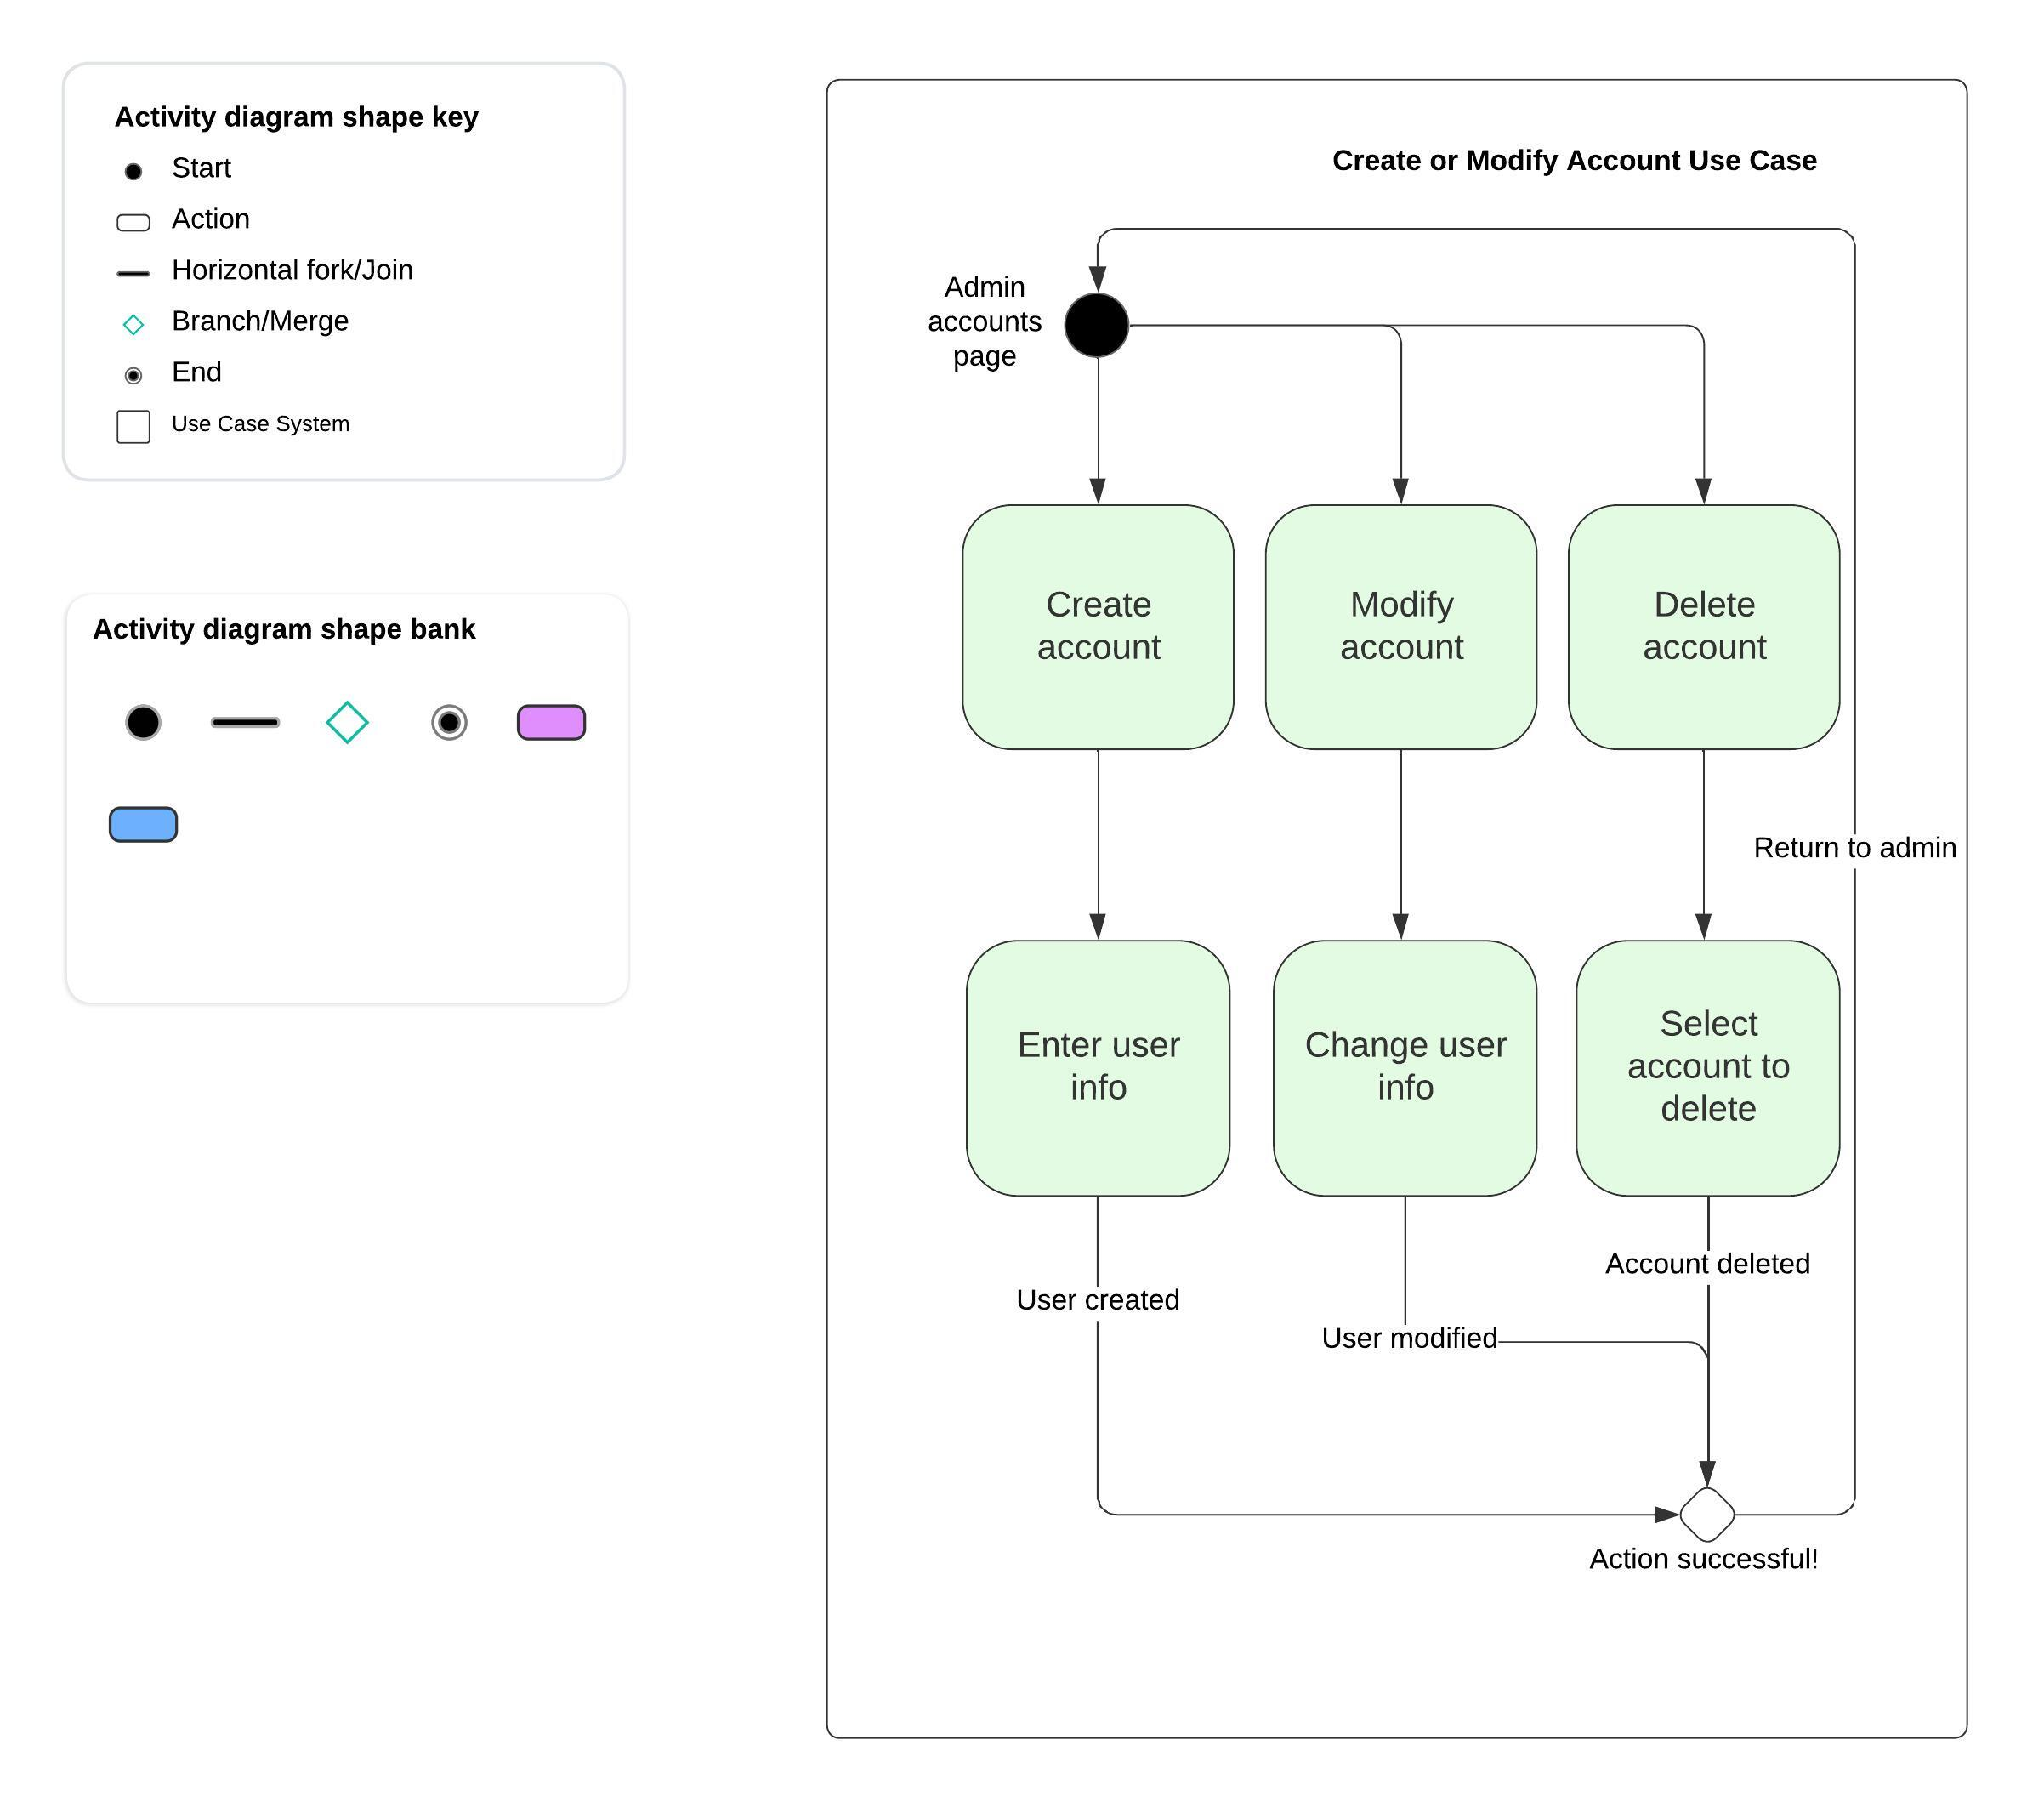 Activity diagram shape key
Start
Action
Horizontal fork/Join
Branch/Merge
End
Use Case System
Activity diagram shape bank
Create or Modify Account Use Case
Admin
accounts
page
Create
account
Modify
account
Delete
account
Return to admin
Enter user
info
Change user
info
Select
account to
delete
Account deleted
User created
User modified
Action successful!